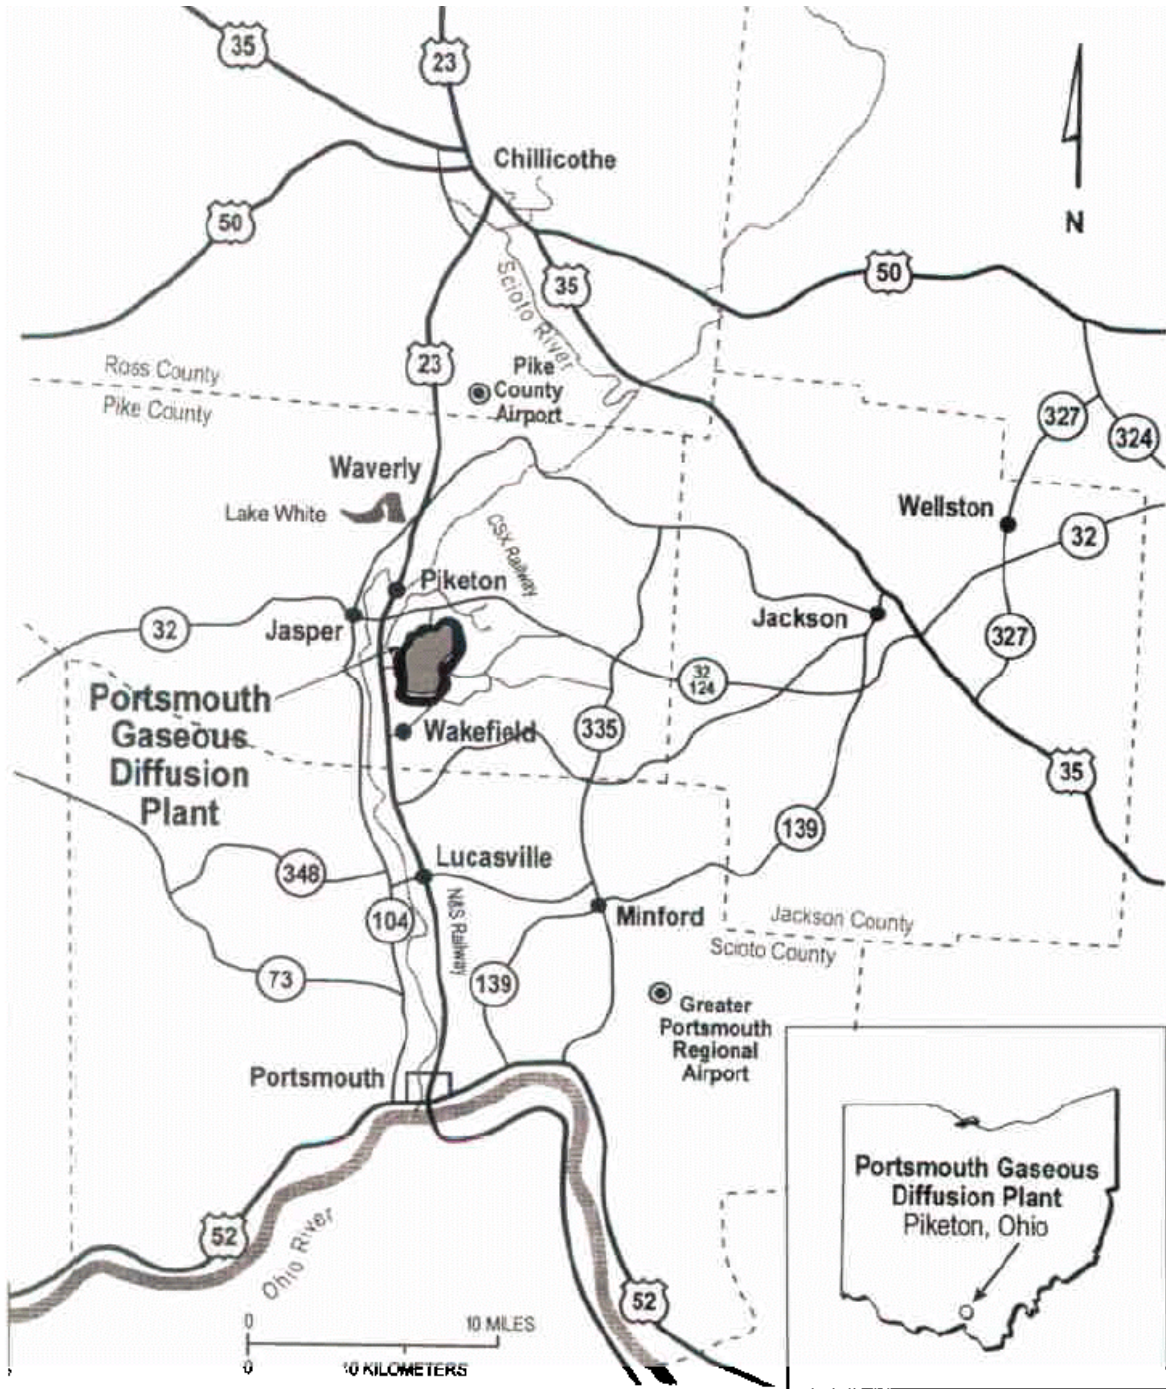 35
23
Chillicothe
50
N
Scioto River
35
50
23
Ross County
Pike County
Pike
County
Airport
327
324
Waverly
Lake White
Wellston
CSX Railway
32
Piketon
32
Jasper
Jackson
327
32
124
Portsmouth
Gaseous
Diffusion
Plant
335
Wakefield
35
139
348
Lucasville
104
N&S Railway
Minford
Jackson County
Scioto County
73
139
Greater
Portsmouth
Regional
Airport
Portsmouth
52
Ohio River
52
0
10 MILES
0
10 KILOMETERS
Portsmouth Gaseous
Diffusion Plant
Piketon, Ohio